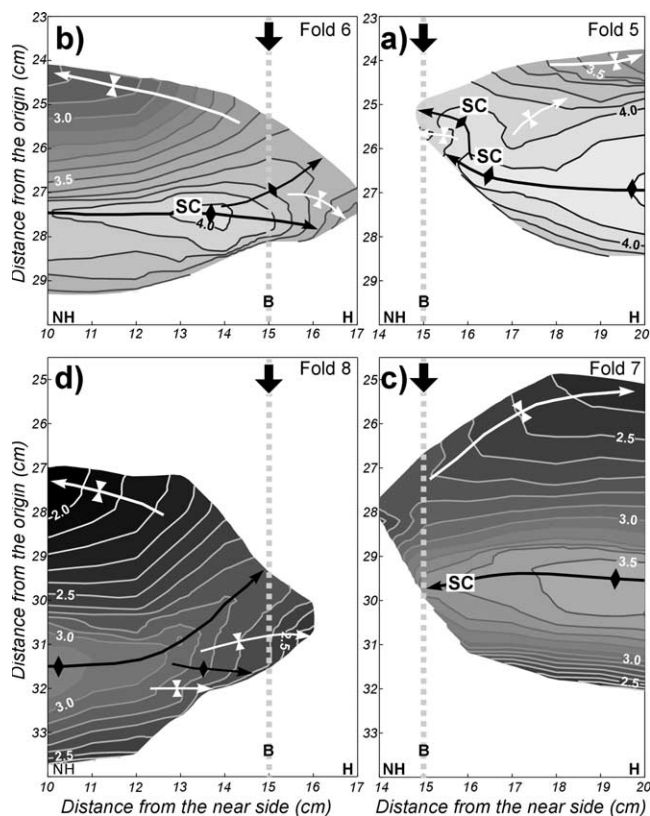 b)
Fold 6
a)
Fold 5
Distance from the origin (cm)
23
24
25
26
27
28
29
3.0
3.5
SC
4.0
NH
B
H
10 11 12 13 14 15 16 17
3.5
4.0
SC
SC
4.0
NH
B
H
14 15 16 17 18 19 20
d)
Fold 8
c)
Fold 7
Distance from the origin (cm)
25
26
27
28
29
30
31
32
33
2.0
2.5
3.0
2.5
3.0
2.5
NH
B
H
10 11 12 13 14 15 16 17
Distance from the near side (cm)
2.5
3.0
3.5
SC
3.0
2.5
NH
B
H
14 15 16 17 18 19 20
Distance from the near side (cm)